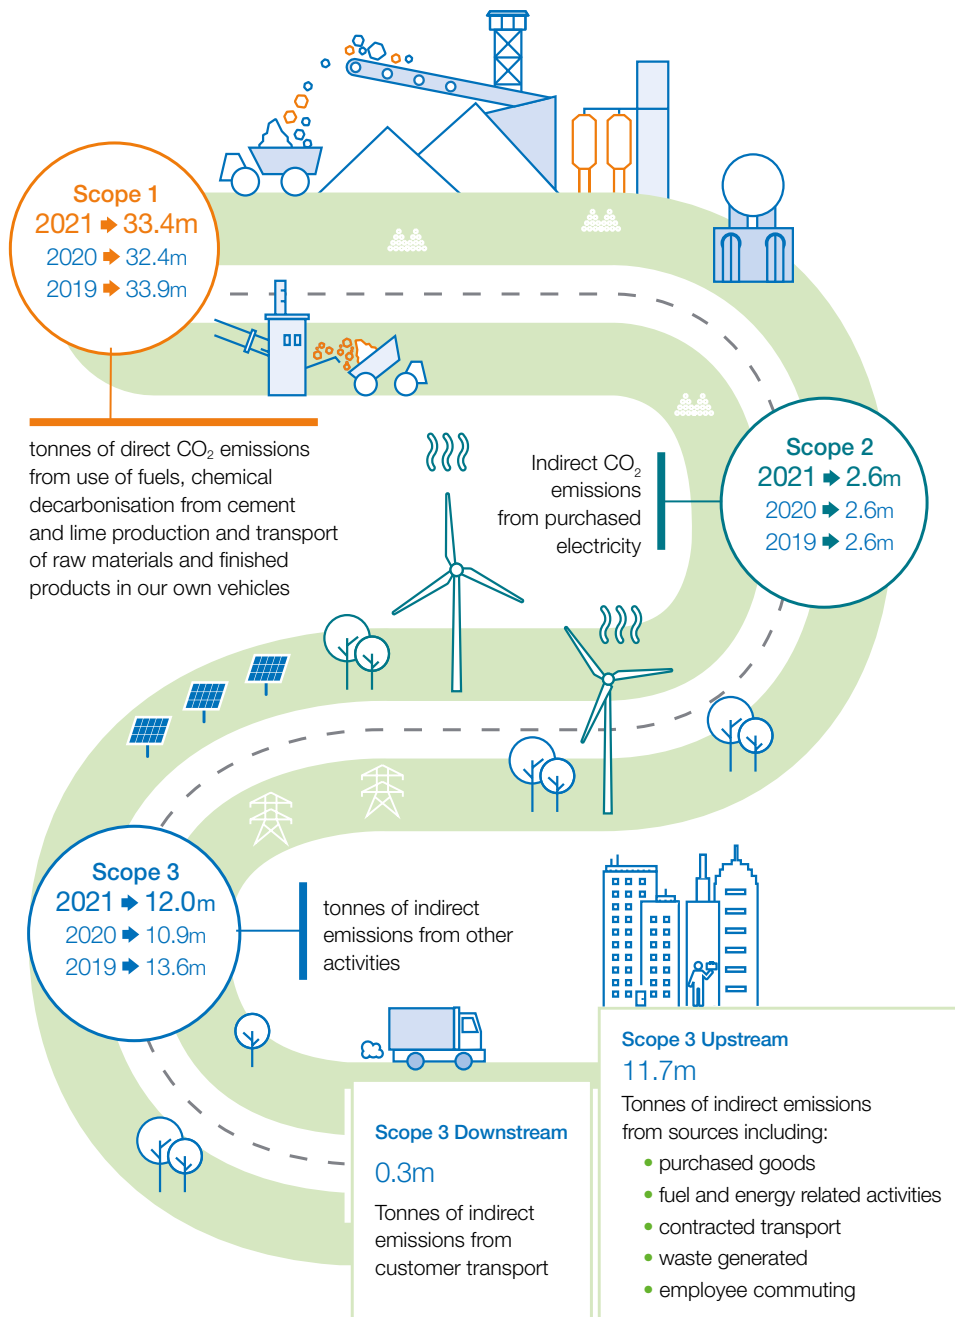 Scope 1
2021 ➧ 33.4m
2020 ➧ 32.4m
2019 ➧ 33.9m
tonnes of direct CO₂ emissions
from use of fuels, chemical
decarbonisation from cement
and lime production and transport
of raw materials and finished
products in our own vehicles
Scope 2
2021 ➧ 2.6m
2020 ➧ 2.6m
2019 ➧ 2.6m
Indirect CO₂
emissions
from purchased
electricity
Scope 3
2021 ➧ 12.0m
2020 ➧ 10.9m
2019 ➧ 13.6m
tonnes of indirect
emissions from other
activities
Scope 3 Downstream
0.3m
Tonnes of indirect
emissions from
customer transport
Scope 3 Upstream
11.7m
Tonnes of indirect emissions
from sources including:
• purchased goods
• fuel and energy related activities
• contracted transport
• waste generated
• employee commuting